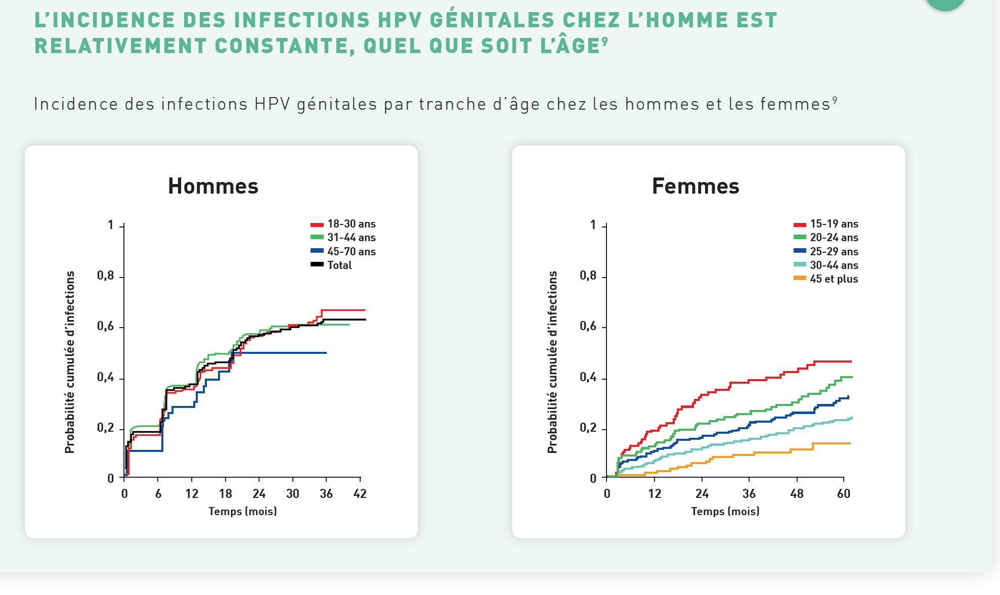 L’INCIDENCE DES INFECTIONS HPV GÉNITALES CHEZ L’HOMME EST
RELATIVEMENT CONSTANTE, QUEL QUE SOIT L’ÂGE⁹
Incidence des infections HPV génitales par tranche d’âge chez les hommes et les femmes⁹
Hommes
18-30 ans
31-44 ans
45-70 ans
Total
Probabilité cumulée d’infections
1
0,8
0,6
0,4
0,2
0
0 6 12 18 24 30 36 42
Temps (mois)
Femmes
15-19 ans
20-24 ans
25-29 ans
30-44 ans
45 et plus
Probabilité cumulée d’infections
1
0,8
0,6
0,4
0,2
0
0 12 24 36 48 60
Temps (mois)